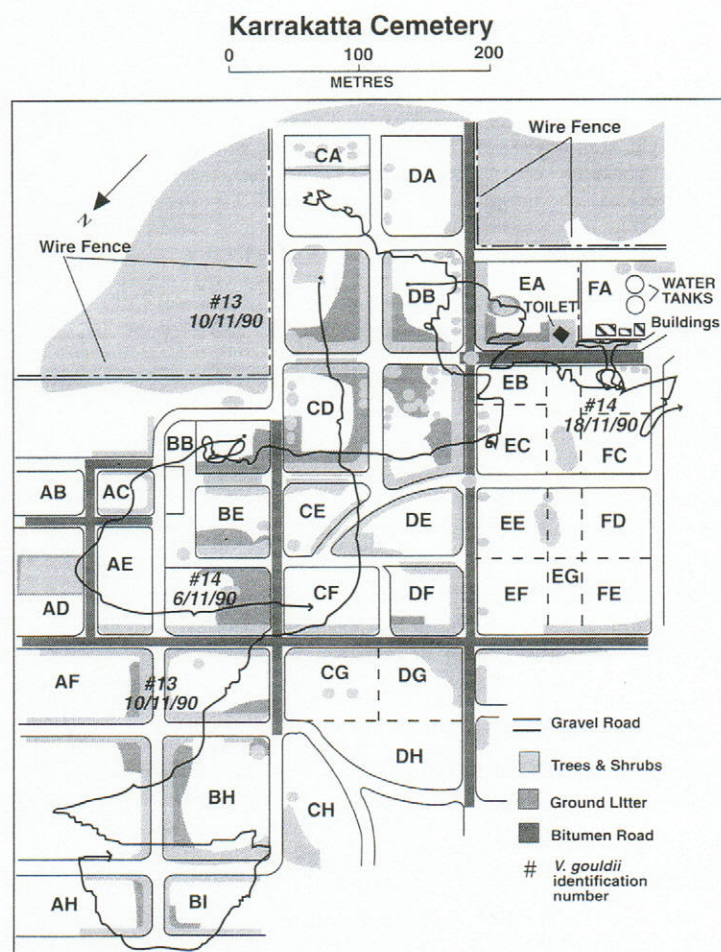 Karrakatta Cemetery
0 100 200
METRES
Wire Fence
CA
DA
N
Wire Fence
#13
10/11/90
DB
EA
FA
WATER
TANKS
TOILET
Buildings
EB
#14
18/11/90
CD
BB
EC
FC
AB
AC
BE
CE
DE
EE
FD
AE
EG
AD
#14
6/11/90
CF
DF
EF
FE
AF
#13
10/11/90
CG
DG
Gravel Road
DH
Trees & Shrubs
BH
CH
Ground LItter
Bitumen Road
AH
BI
# V. gouldii
identification
number